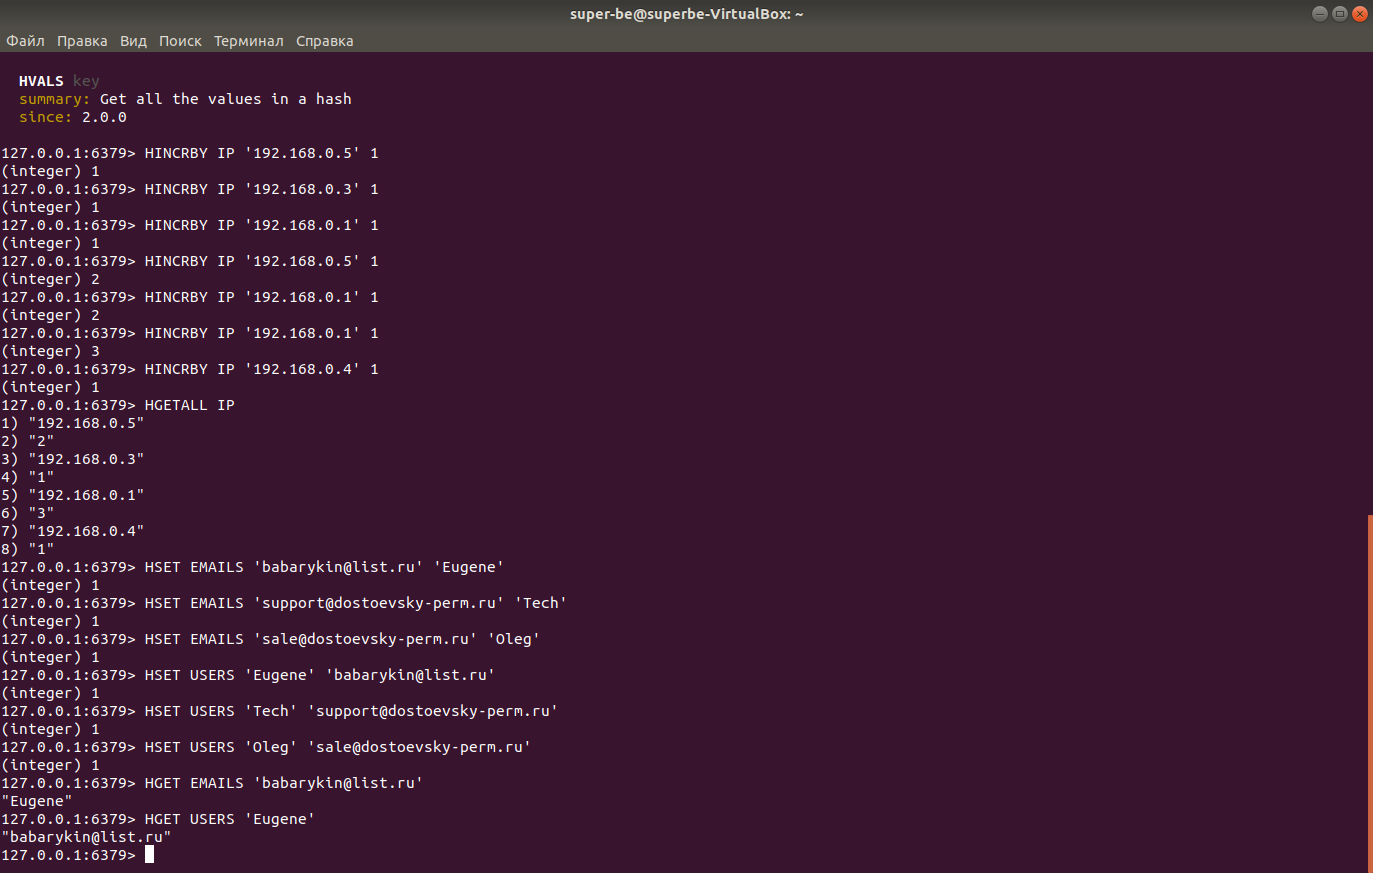 super-be@superbe-VirtualBox: ~
Файл Правка Вид Поиск Терминал Справка
HVALS key
summary: Get all the values in a hash
since: 2.0.0
127.0.0.1:6379> HINCRBY IP '192.168.0.5' 1
(integer) 1
127.0.0.1:6379> HINCRBY IP '192.168.0.3' 1
(integer) 1
127.0.0.1:6379> HINCRBY IP '192.168.0.1' 1
(integer) 1
127.0.0.1:6379> HINCRBY IP '192.168.0.5' 1
(integer) 2
127.0.0.1:6379> HINCRBY IP '192.168.0.1' 1
(integer) 2
127.0.0.1:6379> HINCRBY IP '192.168.0.1' 1
(integer) 3
127.0.0.1:6379> HINCRBY IP '192.168.0.4' 1
(integer) 1
127.0.0.1:6379> HGETALL IP
1) "192.168.0.5"
2) "2"
3) "192.168.0.3"
4) "1"
5) "192.168.0.1"
6) "3"
7) "192.168.0.4"
8) "1"
127.0.0.1:6379> HSET EMAILS 'babarykin@list.ru' 'Eugene'
(integer) 1
127.0.0.1:6379> HSET EMAILS 'support@dostoevsky-perm.ru' 'Tech'
(integer) 1
127.0.0.1:6379> HSET EMAILS 'sale@dostoevsky-perm.ru' 'Oleg'
(integer) 1
127.0.0.1:6379> HSET USERS 'Eugene' 'babarykin@list.ru'
(integer) 1
127.0.0.1:6379> HSET USERS 'Tech' 'support@dostoevsky-perm.ru'
(integer) 1
127.0.0.1:6379> HSET USERS 'Oleg' 'sale@dostoevsky-perm.ru'
(integer) 1
127.0.0.1:6379> HGET EMAILS 'babarykin@list.ru'
"Eugene"
127.0.0.1:6379> HGET USERS 'Eugene'
"babarykin@list.ru"
127.0.0.1:6379>